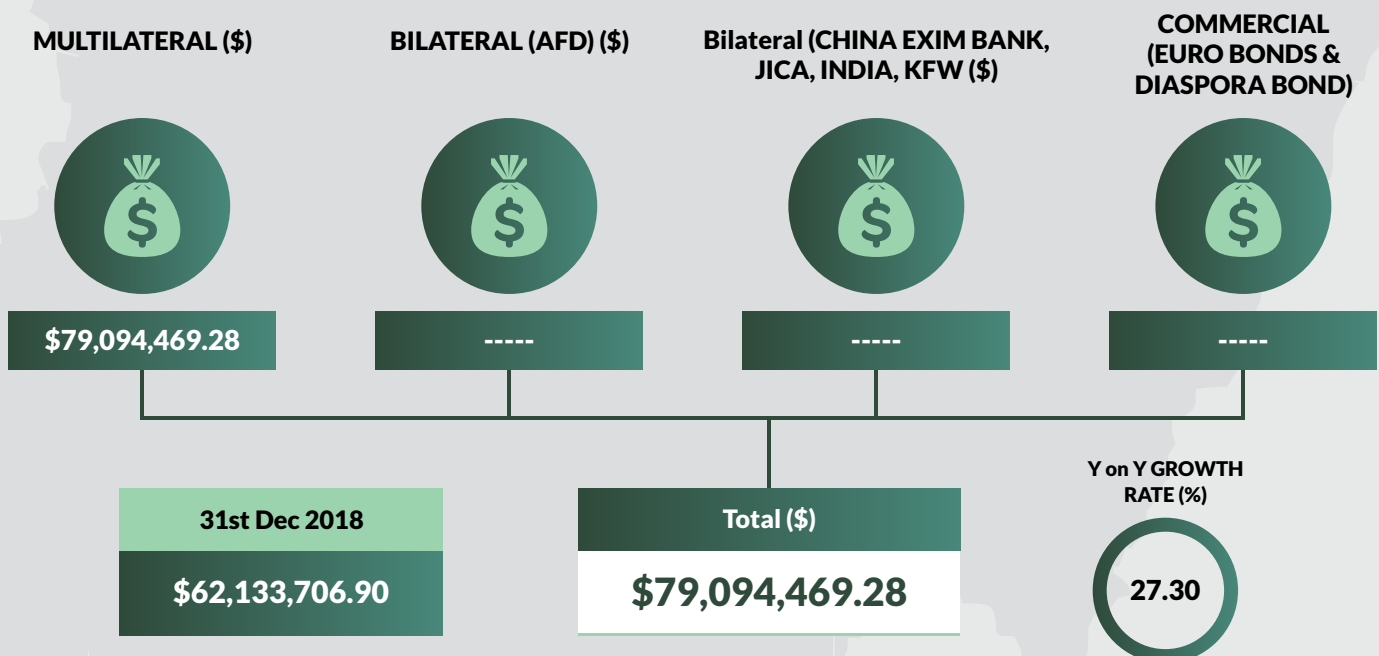 MULTILATERAL ($)
BILATERAL (AFD) ($)
Bilateral (CHINA EXIM BANK,
JICA, INDIA, KFW ($)
COMMERCIAL
(EURO BONDS &
DIASPORA BOND)
$
$
$
$
$79,094,469.28
-----
-----
-----
31st Dec 2018
$62,133,706.90
Total ($)
$79,094,469.28
Y on Y GROWTH
RATE (%)
27.30